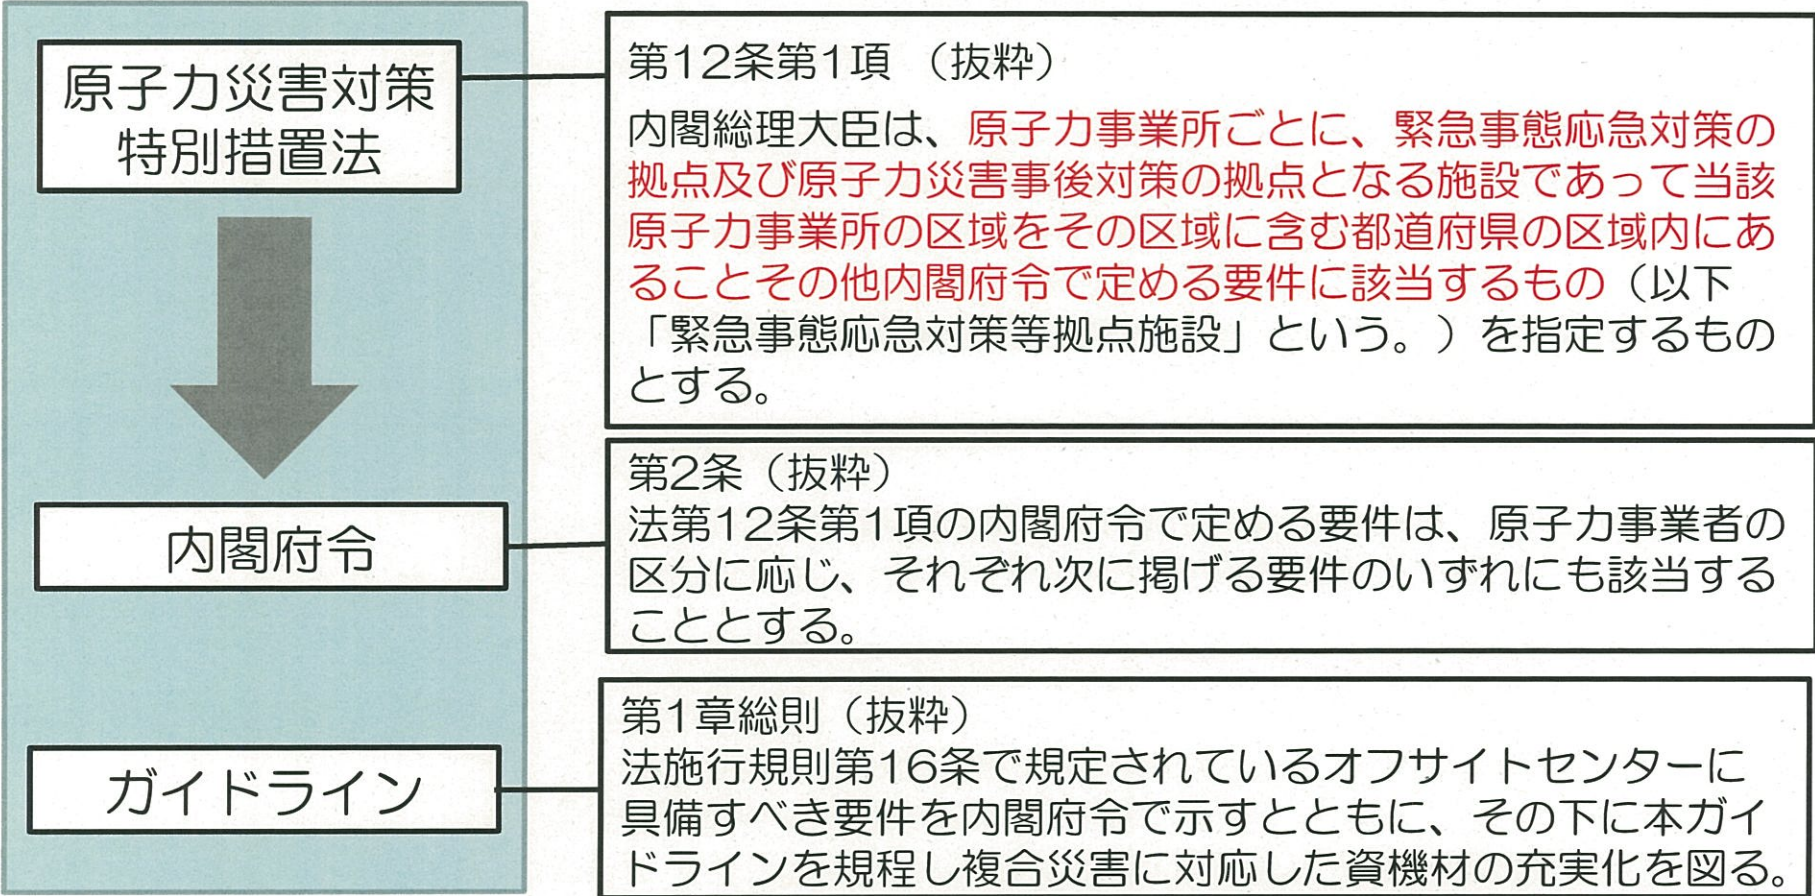 原子力災害対策
特別措置法
第12条第1項 （抜粋）
内閣総理大臣は、原子力事業所ごとに、緊急事態応急対策の
拠点及び原子力災害事後対策の拠点となる施設であって当該
原子力事業所の区域をその区域に含む都道府県の区域内にあ
ることその他内閣府令で定める要件に該当するもの（以下
「緊急事態応急対策等拠点施設」という。）を指定するもの
とする。
内閣府令
第2条（抜粋）
法第12条第1項の内閣府令で定める要件は、原子力事業者の
区分に応じ、それぞれ次に掲げる要件のいずれにも該当する
こととする。
ガイドライン
第1章総則（抜粋）
法施行規則第16条で規定されているオフサイトセンターに
具備すべき要件を内閣府令で示すとともに、その下に本ガイ
ドラインを規程し複合災害に対応した資機材の充実化を図る。